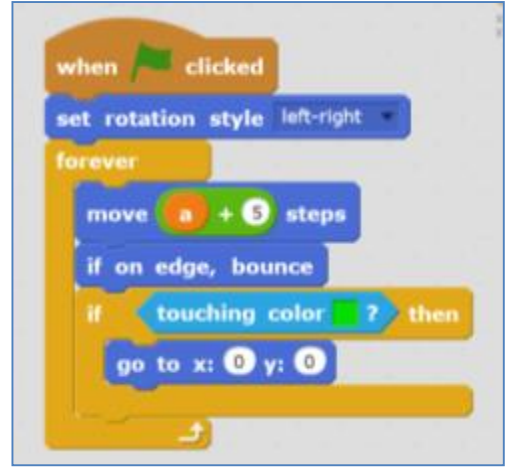 when clicked
set rotation style left-right
forever
move a + 5 steps
if on edge, bounce
if touching color ? then
go to x: 0 y: 0